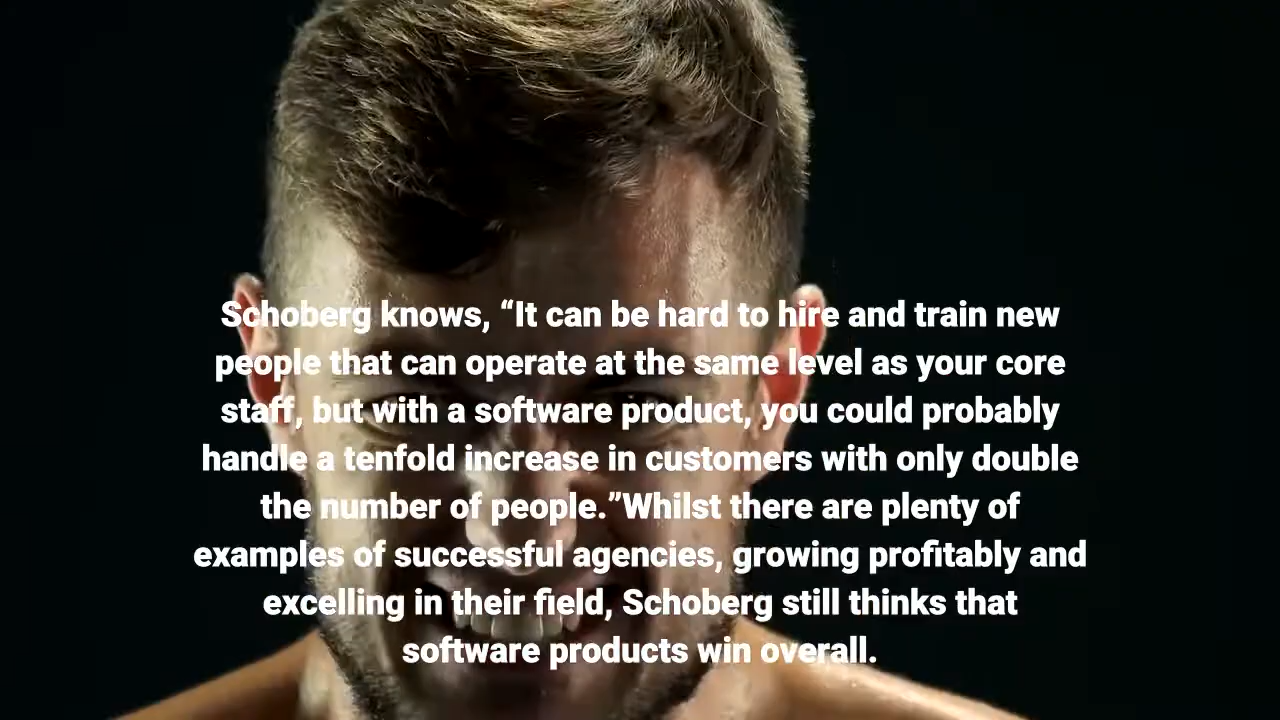 Schoberg knows, “It can be hard to hire and train new
people that can operate at the same level as your core
staff, but with a software product, you could probably
handle a tenfold increase in customers with only double
the number of people.”Whilst there are plenty of
examples of successful agencies, growing profitably and
excelling in their field, Schoberg still thinks that
software products win overall.